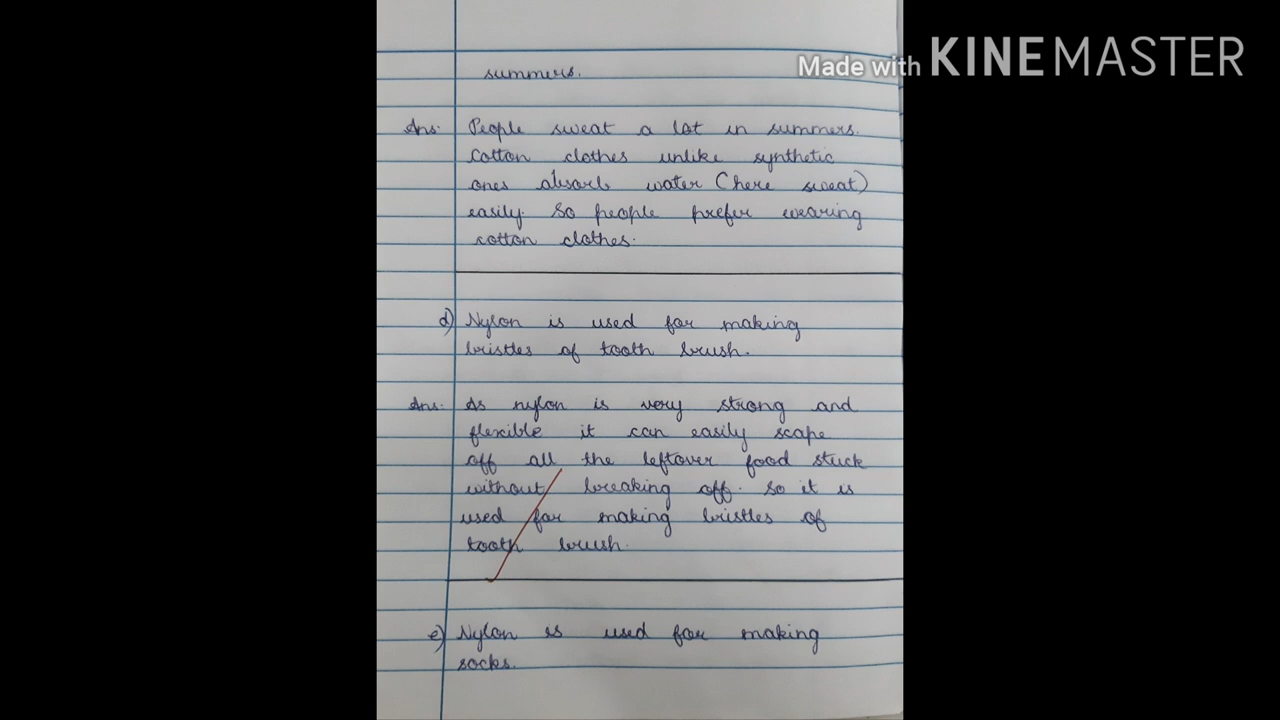 Made with KINEMASTER
summers.
Ans. People sweat a lot in summers.
Cotton clothes unlike synthetic
ones absorb water (here sweat)
easily. So people prefer wearing
cotton clothes.
d) Nylon is used for making
bristles of tooth brush.
Ans. As nylon is very strong and
flexible it can easily scape
off all the leftover food stuck
without breaking off. So it is
used for making bristles of
tooth brush.
e) Nylon is used for making
socks.